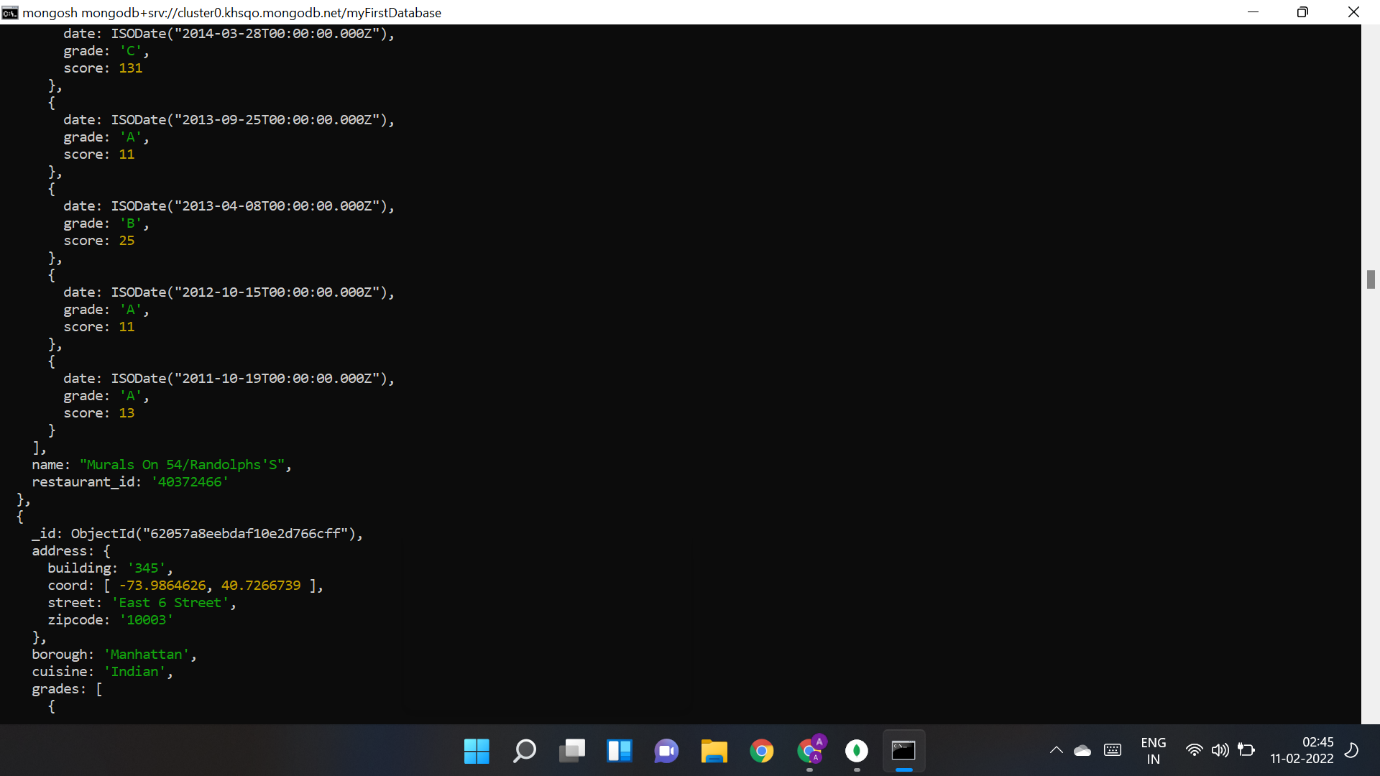 mongosh mongodb+srv://cluster0.khsqo.mongodb.net/myFirstDatabase
date: ISODate("2014-03-28T00:00:00.000Z"),
grade: 'C',
score: 131
},
{
date: ISODate("2013-09-25T00:00:00.000Z"),
grade: 'A',
score: 11
},
{
date: ISODate("2013-04-08T00:00:00.000Z"),
grade: 'B',
score: 25
},
{
date: ISODate("2012-10-15T00:00:00.000Z"),
grade: 'A',
score: 11
},
{
date: ISODate("2011-10-19T00:00:00.000Z"),
grade: 'A',
score: 13
}
],
name: "Murals On 54/Randolphs'S",
restaurant_id: '40372466'
},
{
_id: ObjectId("62057a8eebdaf10e2d766cff"),
address: {
building: '345',
coord: [ -73.9864626, 40.7266739 ],
street: 'East 6 Street',
zipcode: '10003'
},
borough: 'Manhattan',
cuisine: 'Indian',
grades: [
{
A
A
ENG
IN
02:45
11-02-2022